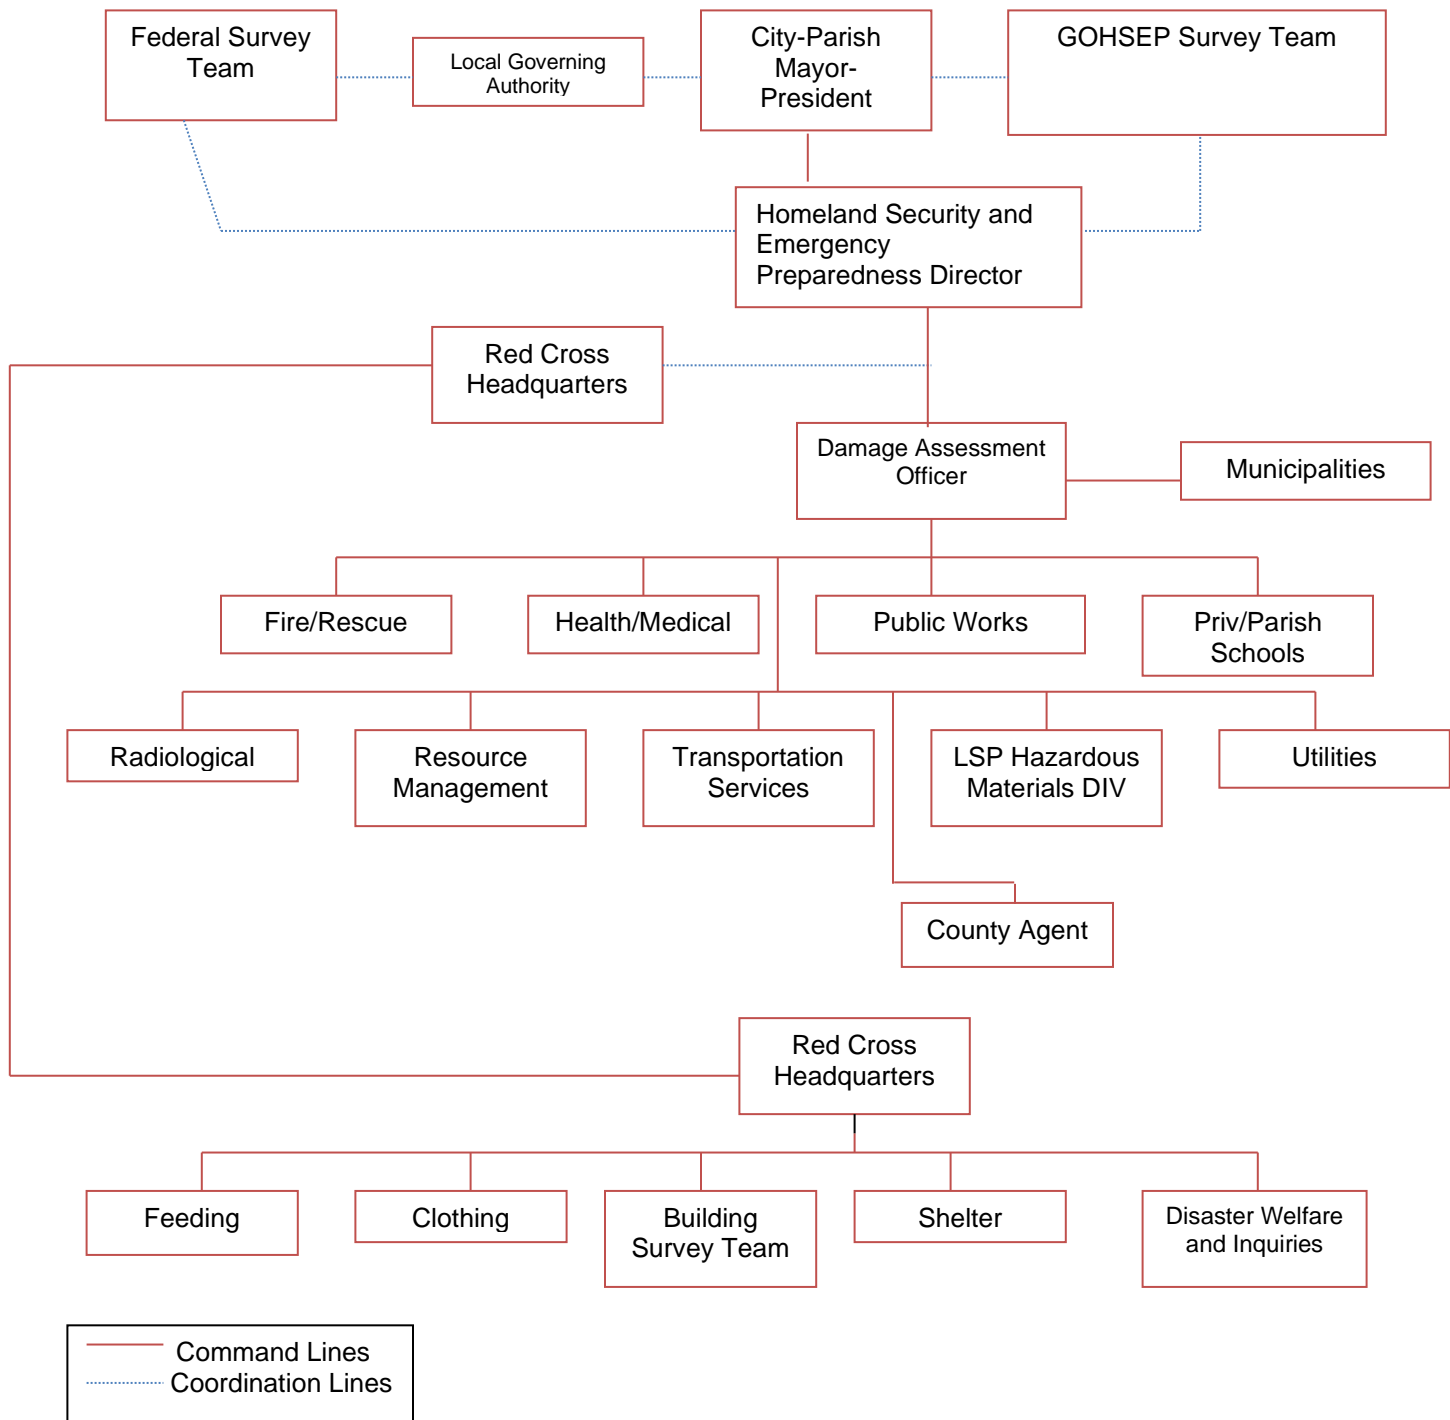 Federal Survey
Team
Local Governing
Authority
City-Parish
Mayor-
President
GOHSEP Survey Team
Homeland Security and
Emergency
Preparedness Director
Red Cross
Headquarters
Damage Assessment
Officer
Municipalities
Fire/Rescue
Health/Medical
Public Works
Priv/Parish
Schools
Radiological
Resource
Management
Transportation
Services
LSP Hazardous
Materials DIV
Utilities
County Agent
Red Cross
Headquarters
Feeding
Clothing
Building
Survey Team
Shelter
Disaster Welfare
and Inquiries
Command Lines
Coordination Lines